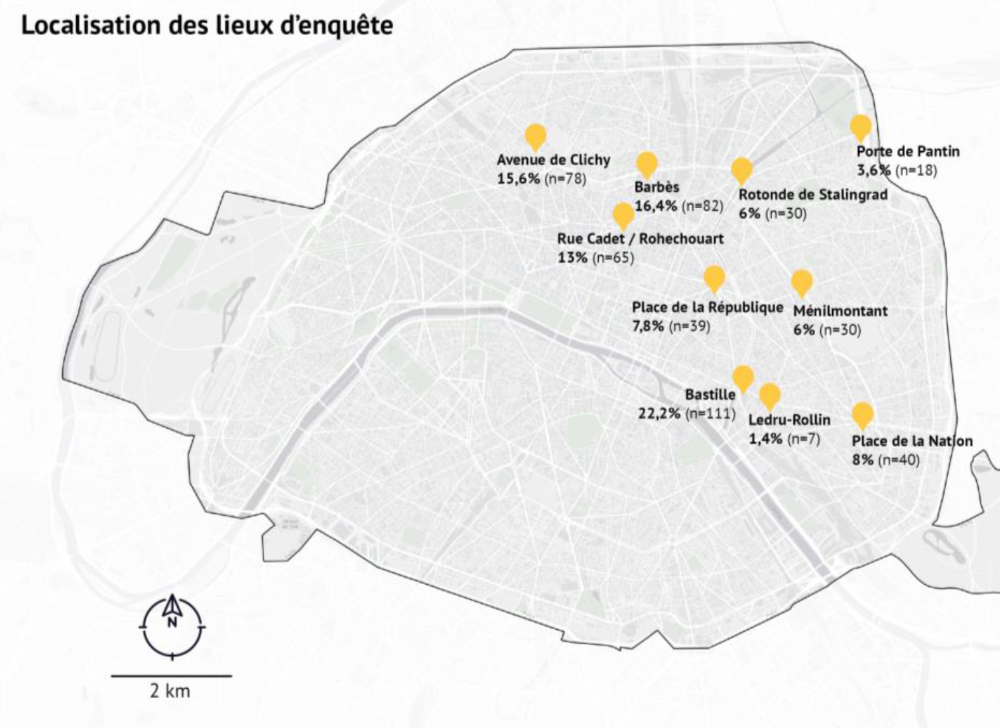 Localisation des lieux d'enquête
Avenue de Clichy
15,6% (n=78)
Barbès
16,4% (n=82)
Rotonde de Stalingrad
6% (n=30)
Porte de Pantin
3,6% (n=18)
Rue Cadet / Rohechouart
13% (n=65)
Place de la République
7,8% (n=39)
Ménilmontant
6% (n=30)
Bastille
22,2% (n=111)
Ledru-Rollin
1,4% (n=7)
Place de la Nation
8% (n=40)
N
2 km